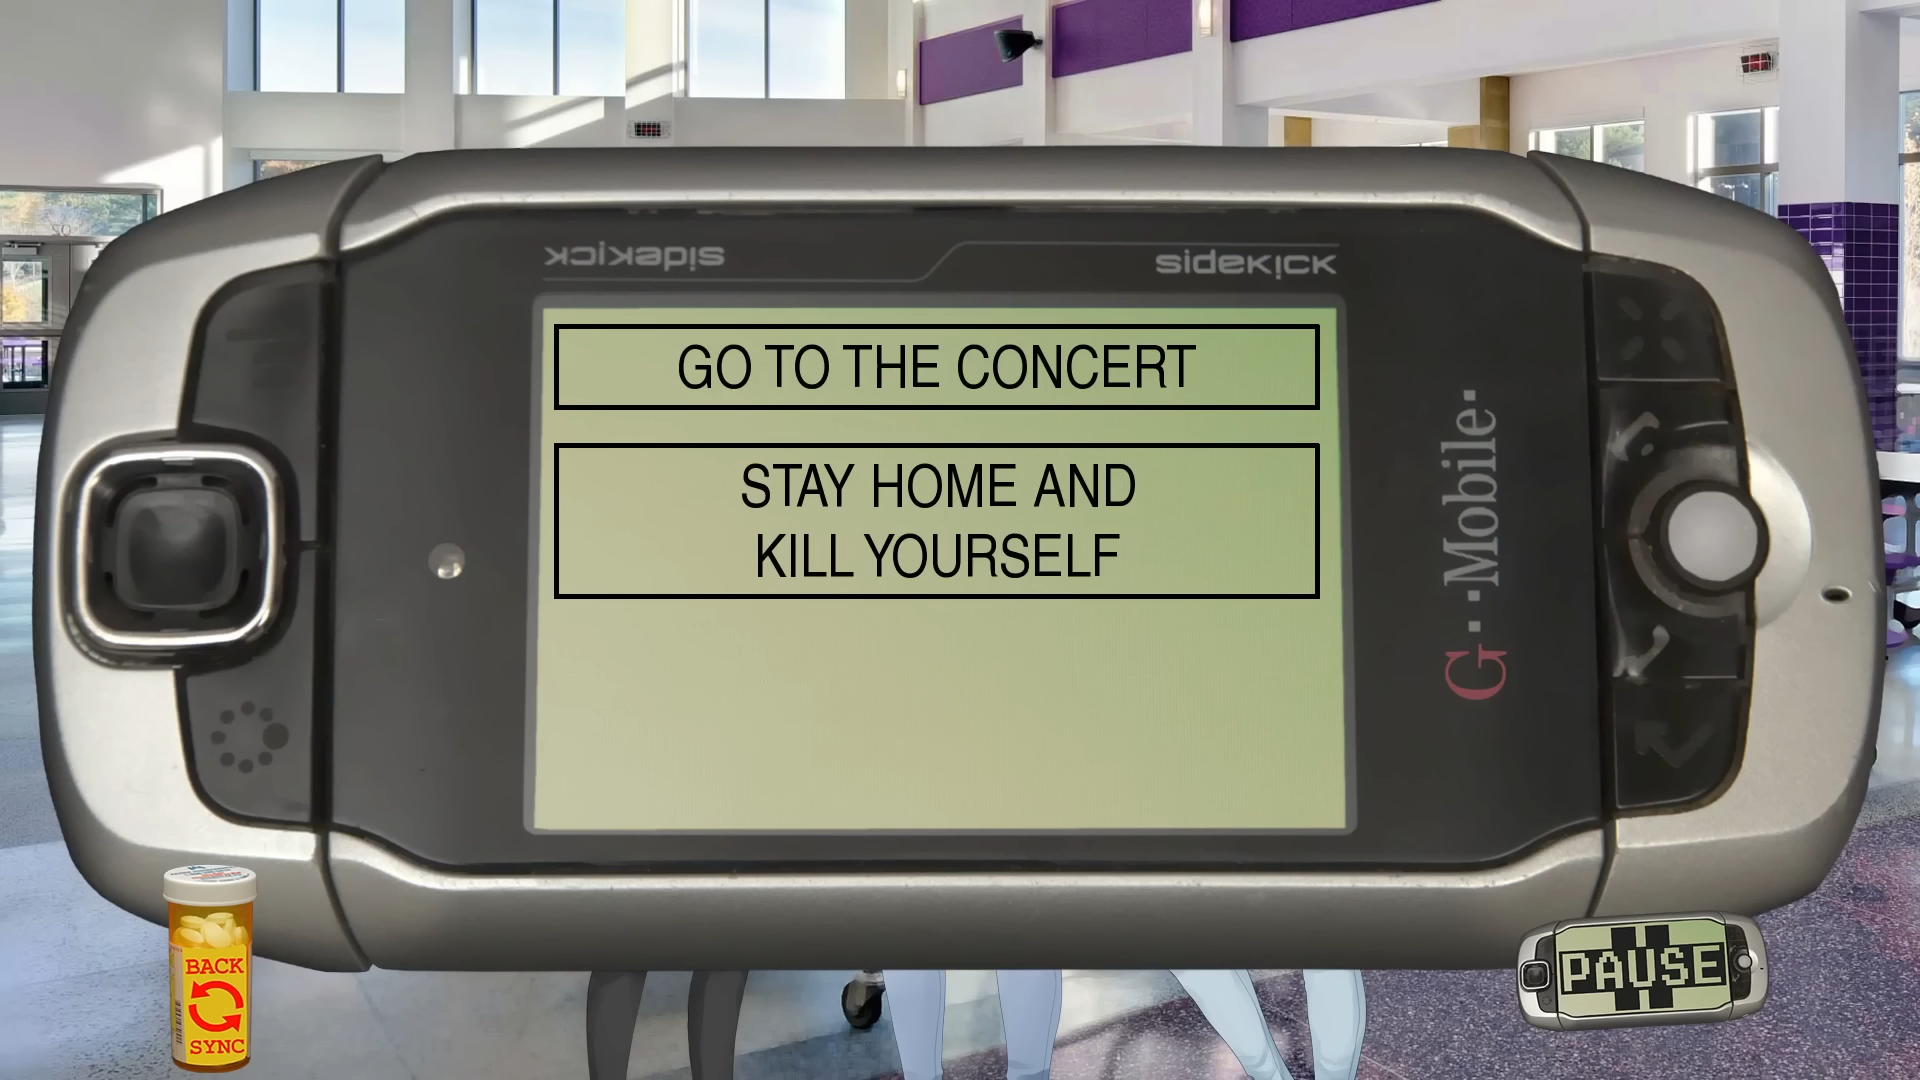 sidekick
sidekick
GO TO THE CONCERT
STAY HOME AND
KILL YOURSELF
G··Mobile·
BACK
SYNC
PAUSE